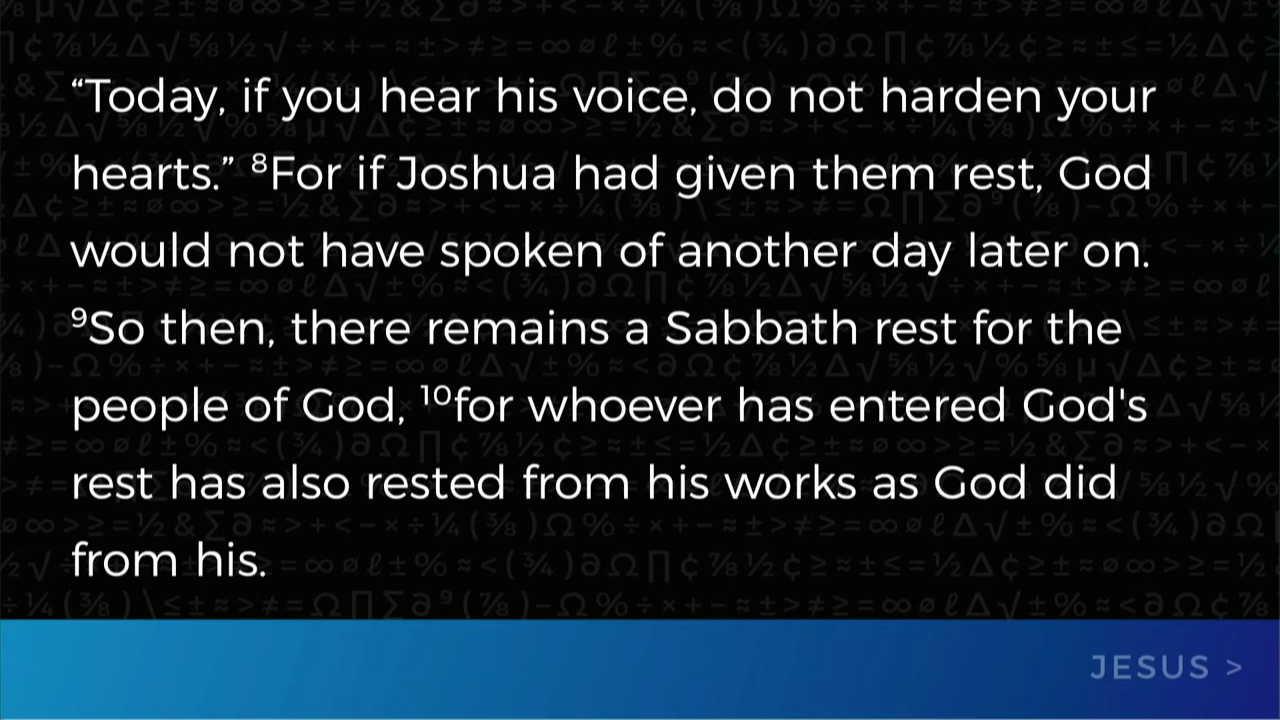 “Today, if you hear his voice, do not harden your
hearts.” ⁸For if Joshua had given them rest, God
would not have spoken of another day later on.
⁹So then, there remains a Sabbath rest for the
people of God, ¹⁰for whoever has entered God's
rest has also rested from his works as God did
from his.
JESUS >